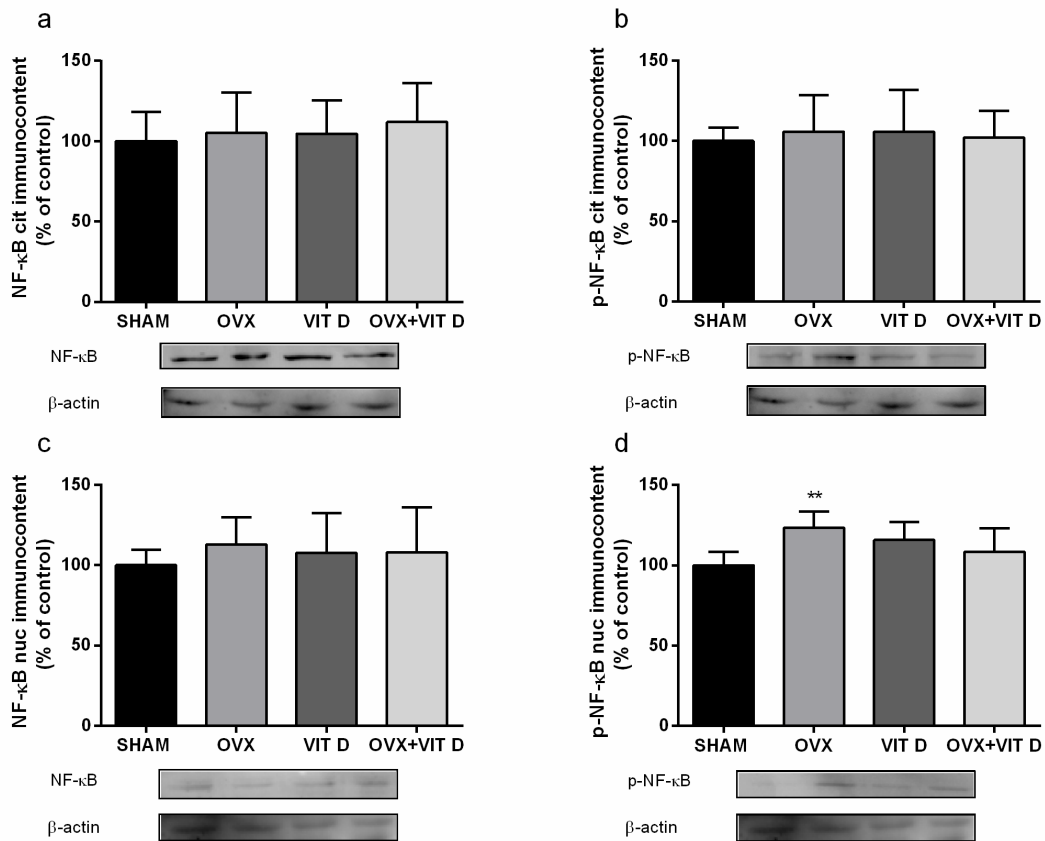 a
NF-κB cit immunocontent
(% of control)
150
100
50
0
SHAM OVX VIT D OVX+VIT D
NF-κB
β-actin
b
p-NF-κB cit immunocontent
(% of control)
150
100
50
0
SHAM OVX VIT D OVX+VIT D
p-NF-κB
β-actin
c
NF-κB nuc immunocontent
(% of control)
150
100
50
0
SHAM OVX VIT D OVX+VIT D
NF-κB
β-actin
d
p-NF-κB nuc immunocontent
(% of control)
150
100
50
0
**
SHAM OVX VIT D OVX+VIT D
p-NF-κB
β-actin